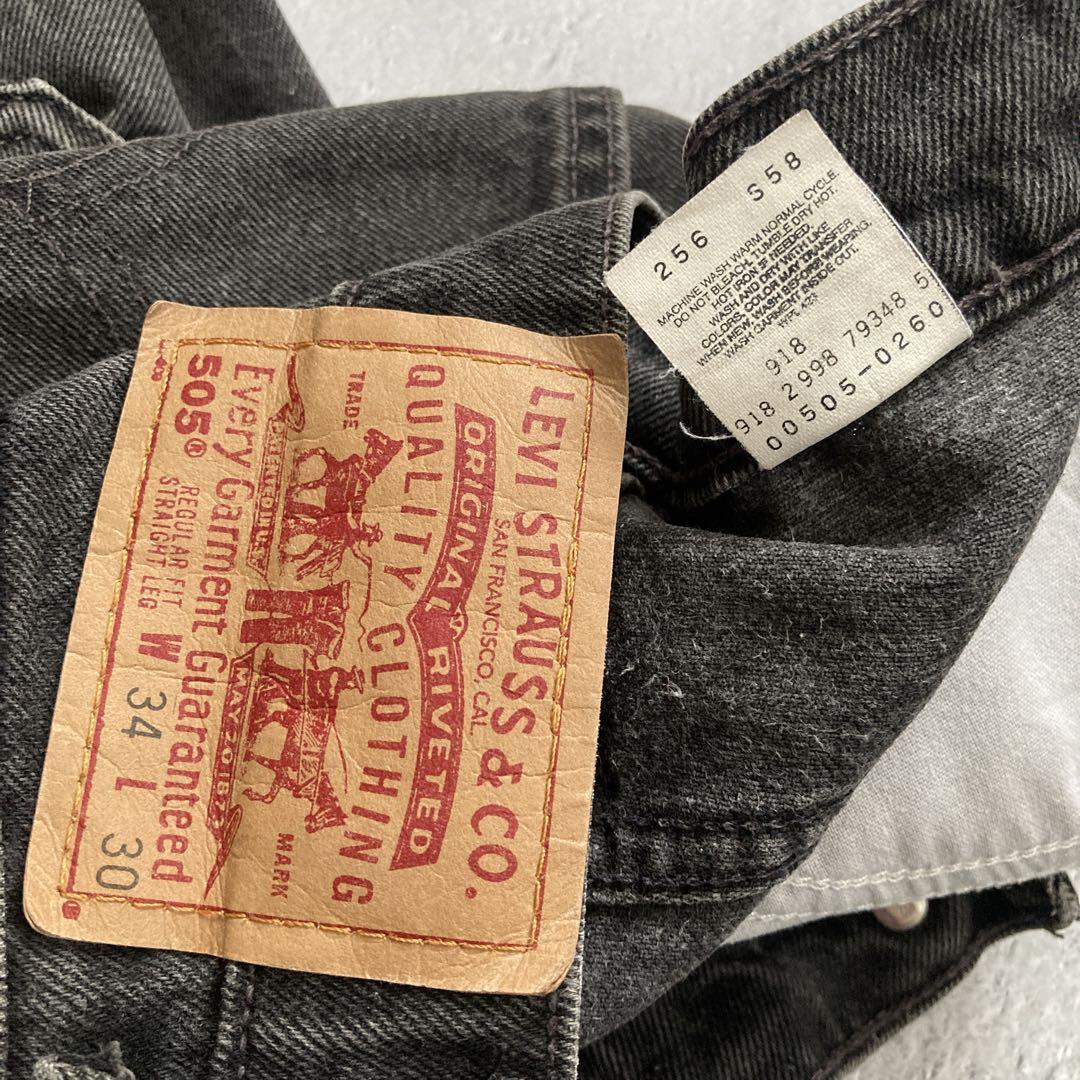 LEVI STRAUSS & CO.
SAN FRANCISCO, CAL.
ORIGINAL RIVETED
QUALITY CLOTHING
TRADE
MARK
PATENTED IN U.S.
MAY 20 1873
Every Garment Guaranteed
505®
REGULAR FIT
STRAIGHT LEG
W 34 L 30
256 S58
MACHINE WASH WARM NORMAL CYCLE.
DO NOT BLEACH. TUMBLE DRY HOT.
HOT IRON IF NEEDED.
WASH AND DRY WITH LIKE
COLORS. COLOR MAY TRANSFER
WHEN NEW. WASH BEFORE WEARING.
WASH GARMENT INSIDE OUT.
918
918 2998 79348 5
00505-0260